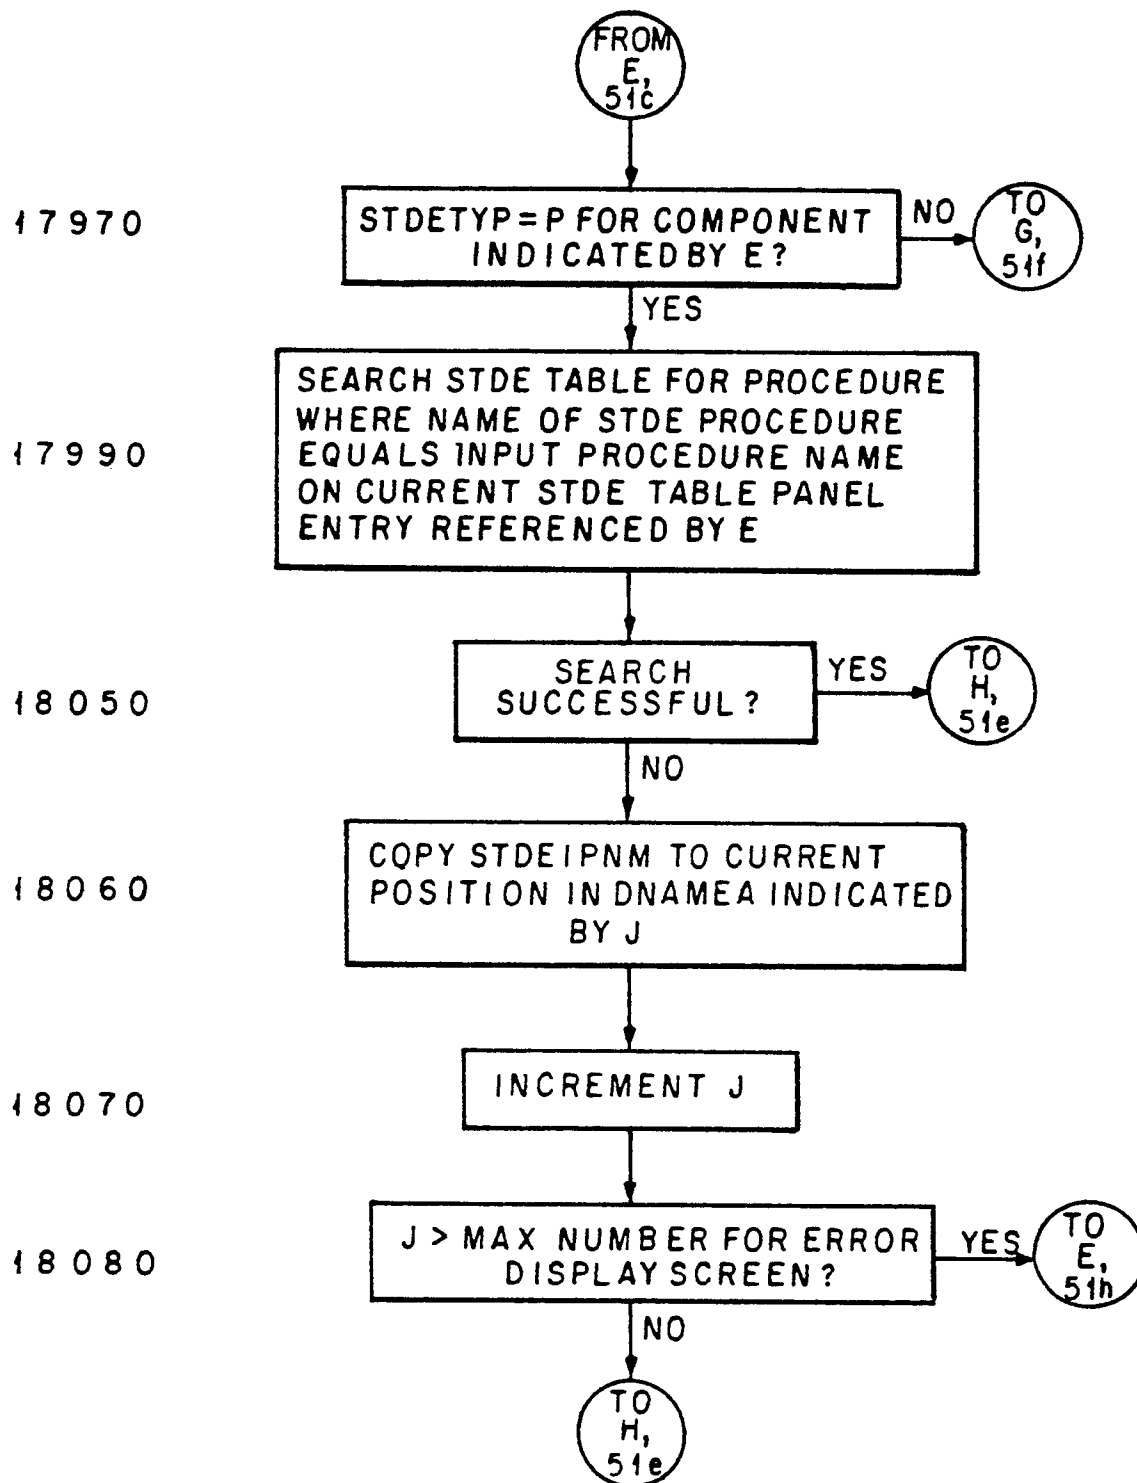 FROM
E,
51c
17970
STDETYP=P FOR COMPONENT
INDICATED BY E?
NO
TO
G,
51f
YES
17990
SEARCH STDE TABLE FOR PROCEDURE
WHERE NAME OF STDE PROCEDURE
EQUALS INPUT PROCEDURE NAME
ON CURRENT STDE TABLE PANEL
ENTRY REFERENCED BY E
18050
SEARCH
SUCCESSFUL?
YES
TO
H,
51e
NO
18060
COPY STDEIPNM TO CURRENT
POSITION IN DNAMEA INDICATED
BY J
18070
INCREMENT J
18080
J > MAX NUMBER FOR ERROR
DISPLAY SCREEN?
YES
TO
E,
51h
NO
TO
H,
51e